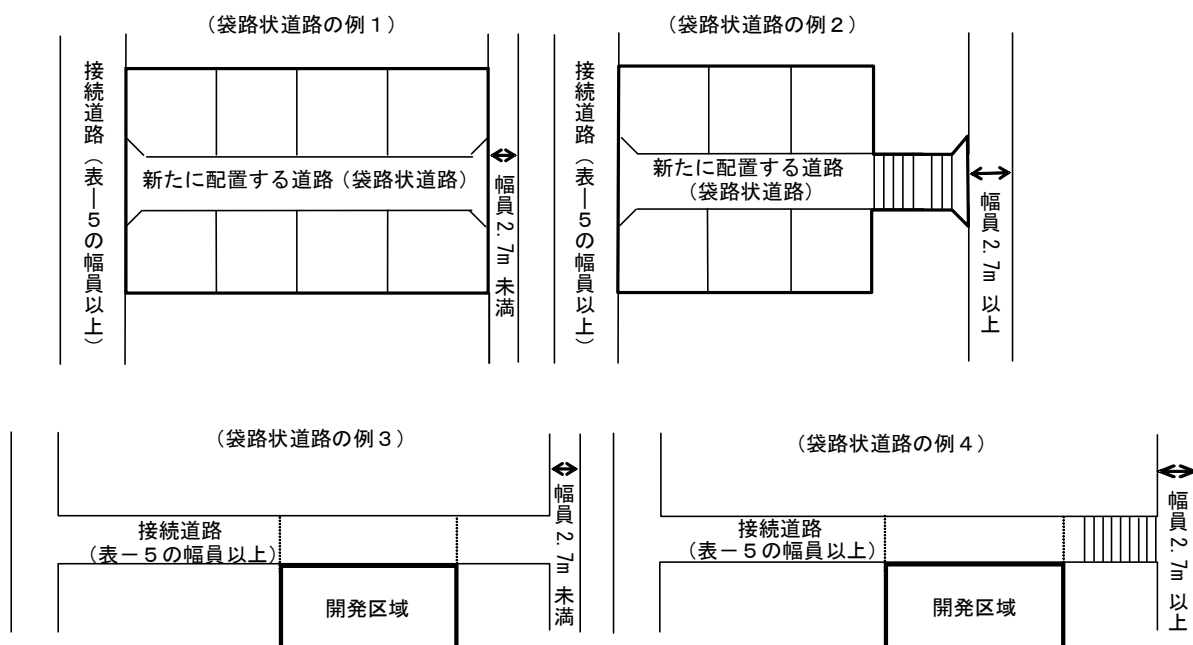 （袋路状道路の例１）
接続道路（表―５の幅員以上）
新たに配置する道路（袋路状道路）
幅員2.7m 未満
（袋路状道路の例２）
接続道路（表―５の幅員以上）
新たに配置する道路
（袋路状道路）
幅員2.7m 以上
（袋路状道路の例３）
接続道路
（表－５の幅員以上）
開発区域
幅員2.7m 未満
（袋路状道路の例４）
接続道路
（表－５の幅員以上）
開発区域
幅員2.7m 以上